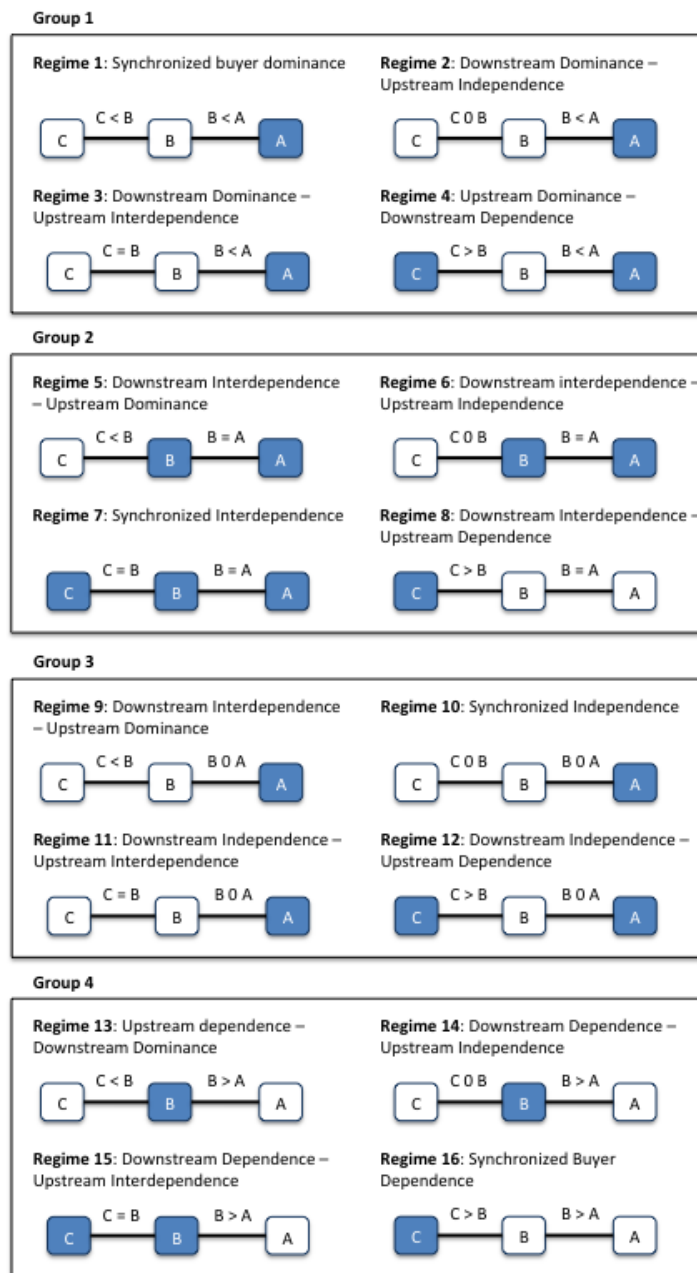 Group 1
Regime 1: Synchronized buyer dominance
C < B B < A
C B A
Regime 2: Downstream Dominance –
Upstream Independence
C 0 B B < A
C B A
Regime 3: Downstream Dominance –
Upstream Interdependence
C = B B < A
C B A
Regime 4: Upstream Dominance –
Downstream Dependence
C > B B < A
C B A
Group 2
Regime 5: Downstream Interdependence
– Upstream Dominance
C < B B = A
C B A
Regime 6: Downstream interdependence –
Upstream Independence
C 0 B B = A
C B A
Regime 7: Synchronized Interdependence
C = B B = A
C B A
Regime 8: Downstream Interdependence –
Upstream Dependence
C > B B = A
C B A
Group 3
Regime 9: Downstream Interdependence
– Upstream Dominance
C < B B 0 A
C B A
Regime 10: Synchronized Independence
C 0 B B 0 A
C B A
Regime 11: Downstream Independence –
Upstream Interdependence
C = B B 0 A
C B A
Regime 12: Downstream Independence –
Upstream Dependence
C > B B 0 A
C B A
Group 4
Regime 13: Upstream dependence –
Downstream Dominance
C < B B > A
C B A
Regime 14: Downstream Dependence –
Upstream Independence
C 0 B B > A
C B A
Regime 15: Downstream Dependence –
Upstream Interdependence
C = B B > A
C B A
Regime 16: Synchronized Buyer
Dependence
C > B B > A
C B A